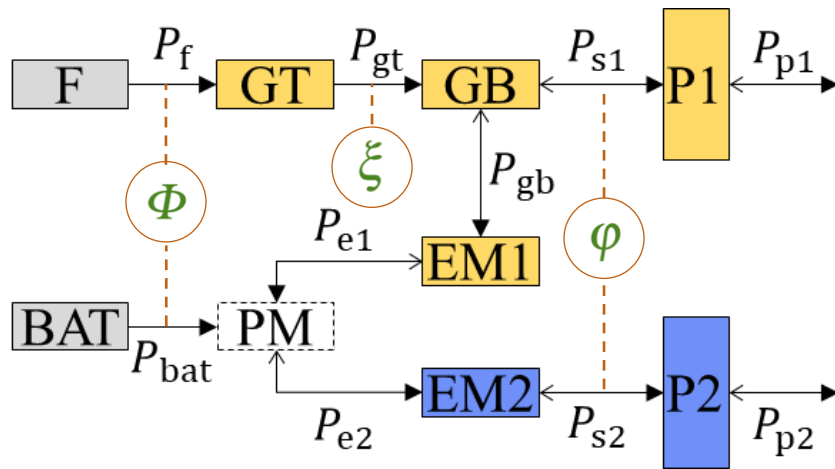 P_f P_gt P_s1 P_p1
F GT GB P1
Φ ξ P_gb φ
P_e1
EM1
BAT PM
P_bat
EM2 P2
P_e2 P_s2 P_p2